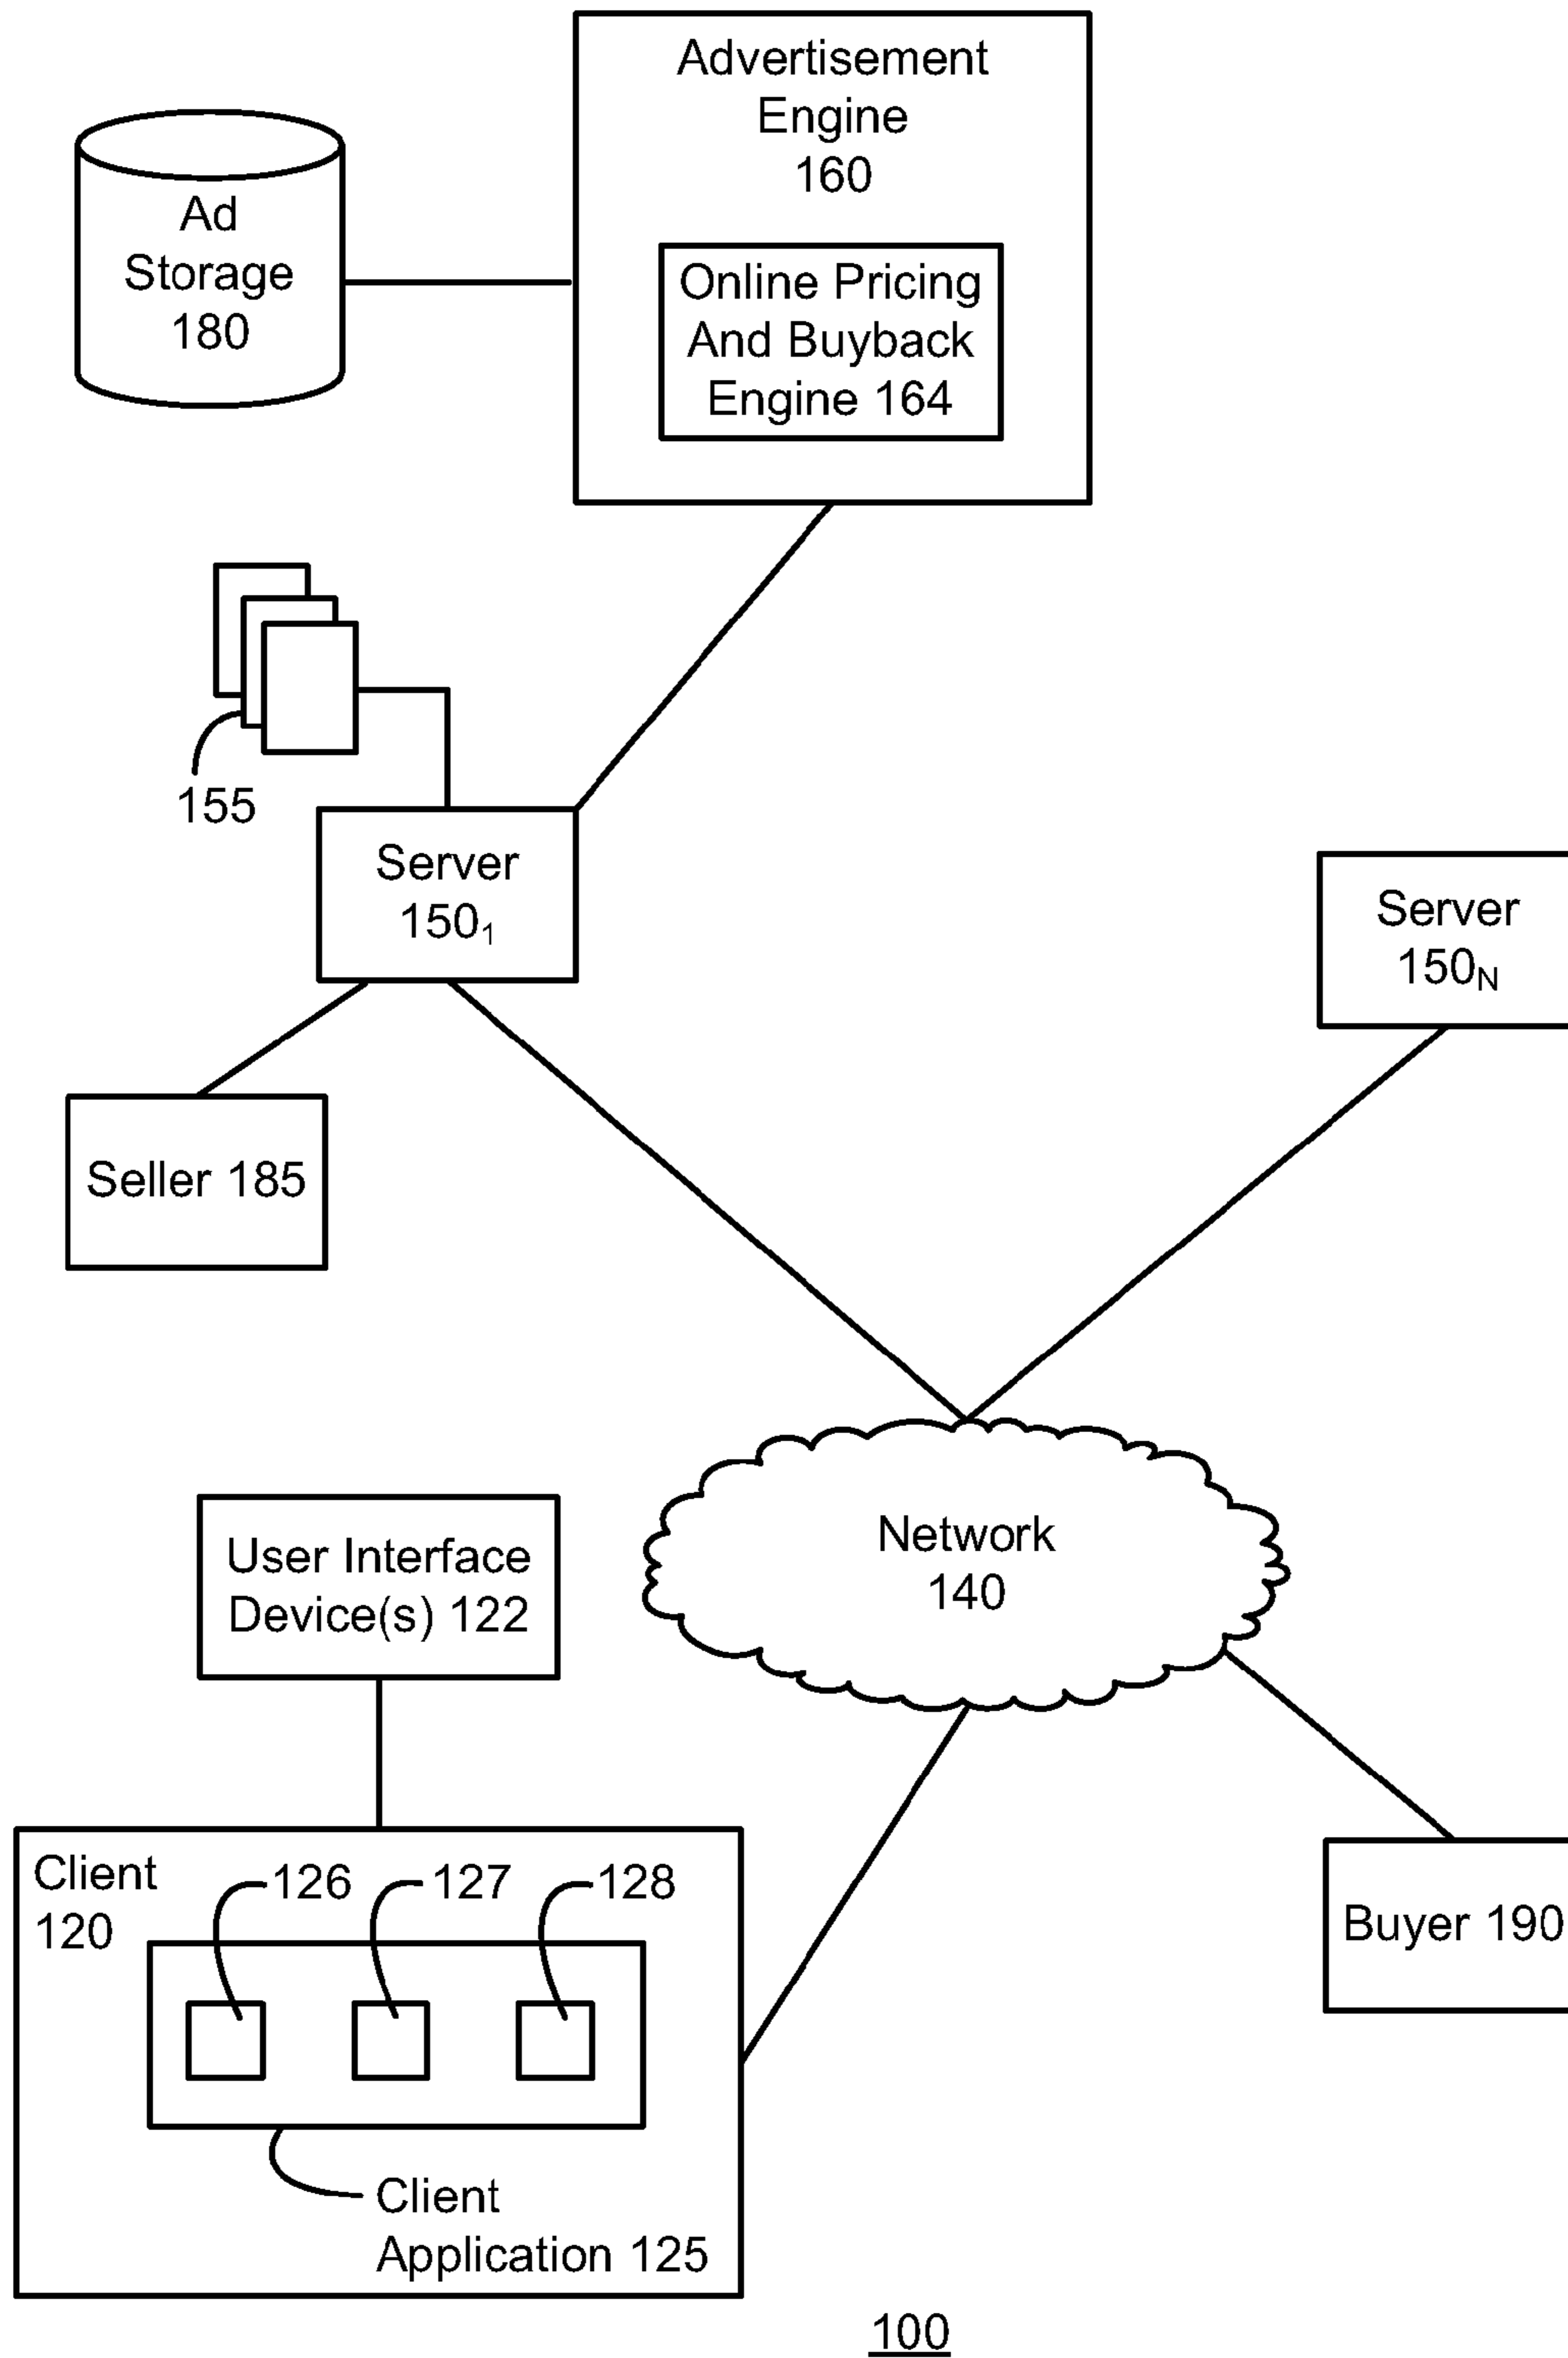 Advertisement
Engine
160
Ad
Storage
180
Online Pricing
And Buyback
Engine 164
155
Server
150₁
Server
150N
Seller 185
User Interface
Device(s) 122
Network
140
Client
120
126
127
128
Buyer 190
Client
Application 125
100